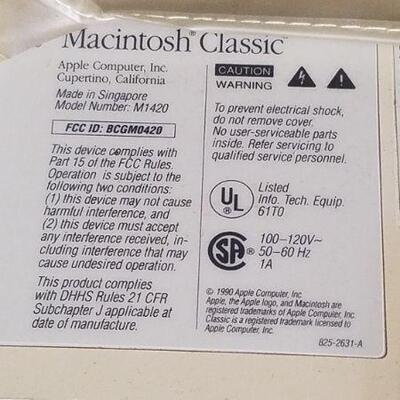 Macintosh® Classic™
Apple Computer, Inc.
Cupertino, California
Made in Singapore
Model Number: M1420
FCC ID: BCGM0420
This device complies with
Part 15 of the FCC Rules.
Operation is subject to the
following two conditions:
(1) this device may not cause
harmful interference, and
(2) this device must accept
any interference received, in-
cluding interference that may
cause undesired operation.
This product complies
with DHHS Rules 21 CFR
Subchapter J applicable at
date of manufacture.
CAUTION
WARNING
To prevent electrical shock,
do not remove cover.
No user-serviceable parts
inside. Refer servicing to
qualified service personnel.
UL®
Listed
Info. Tech. Equip.
61T0
SA®
100-120V~
50-60 Hz
1A
© 1990 Apple Computer, Inc.
Apple, the Apple logo, and Macintosh are
registered trademarks of Apple Computer, Inc.
Classic is a registered trademark licensed to
Apple Computer, Inc.
825-2631-A